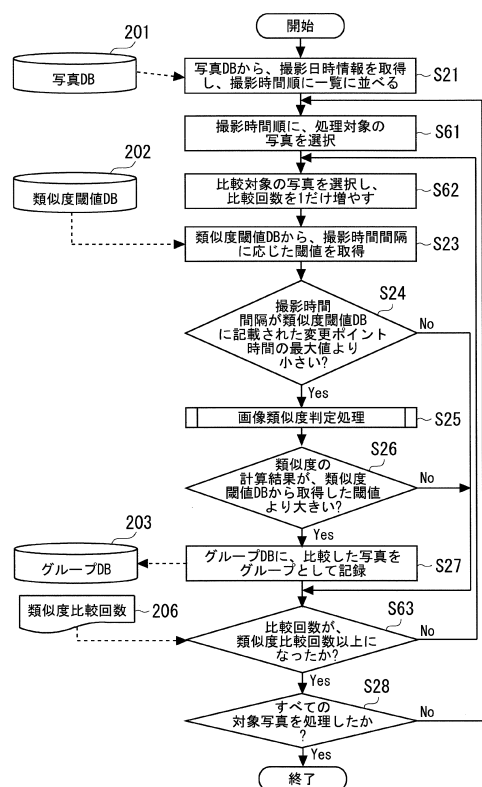 開始
201
写真DB
写真DBから、撮影日時情報を取得
し、撮影時間順に一覧に並べる
S21
撮影時間順に、処理対象の
写真を選択
S61
202
類似度閾値DB
比較対象の写真を選択し、
比較回数を1だけ増やす
S62
類似度閾値DBから、撮影時間間隔
に応じた閾値を取得
S23
S24
撮影時間
間隔が類似度閾値DB
に記載された変更ポイント
時間の最大値より
小さい?
No
Yes
画像類似度判定処理
S25
S26
類似度の
計算結果が、類似度
閾値DBから取得した閾値
より大きい?
No
Yes
203
グループDB
グループDBに、比較した写真を
グループとして記録
S27
類似度比較回数
206
S63
比較回数が、
類似度比較回数以上に
なったか?
No
Yes
S28
すべての
対象写真を処理したか
?
No
Yes
終了